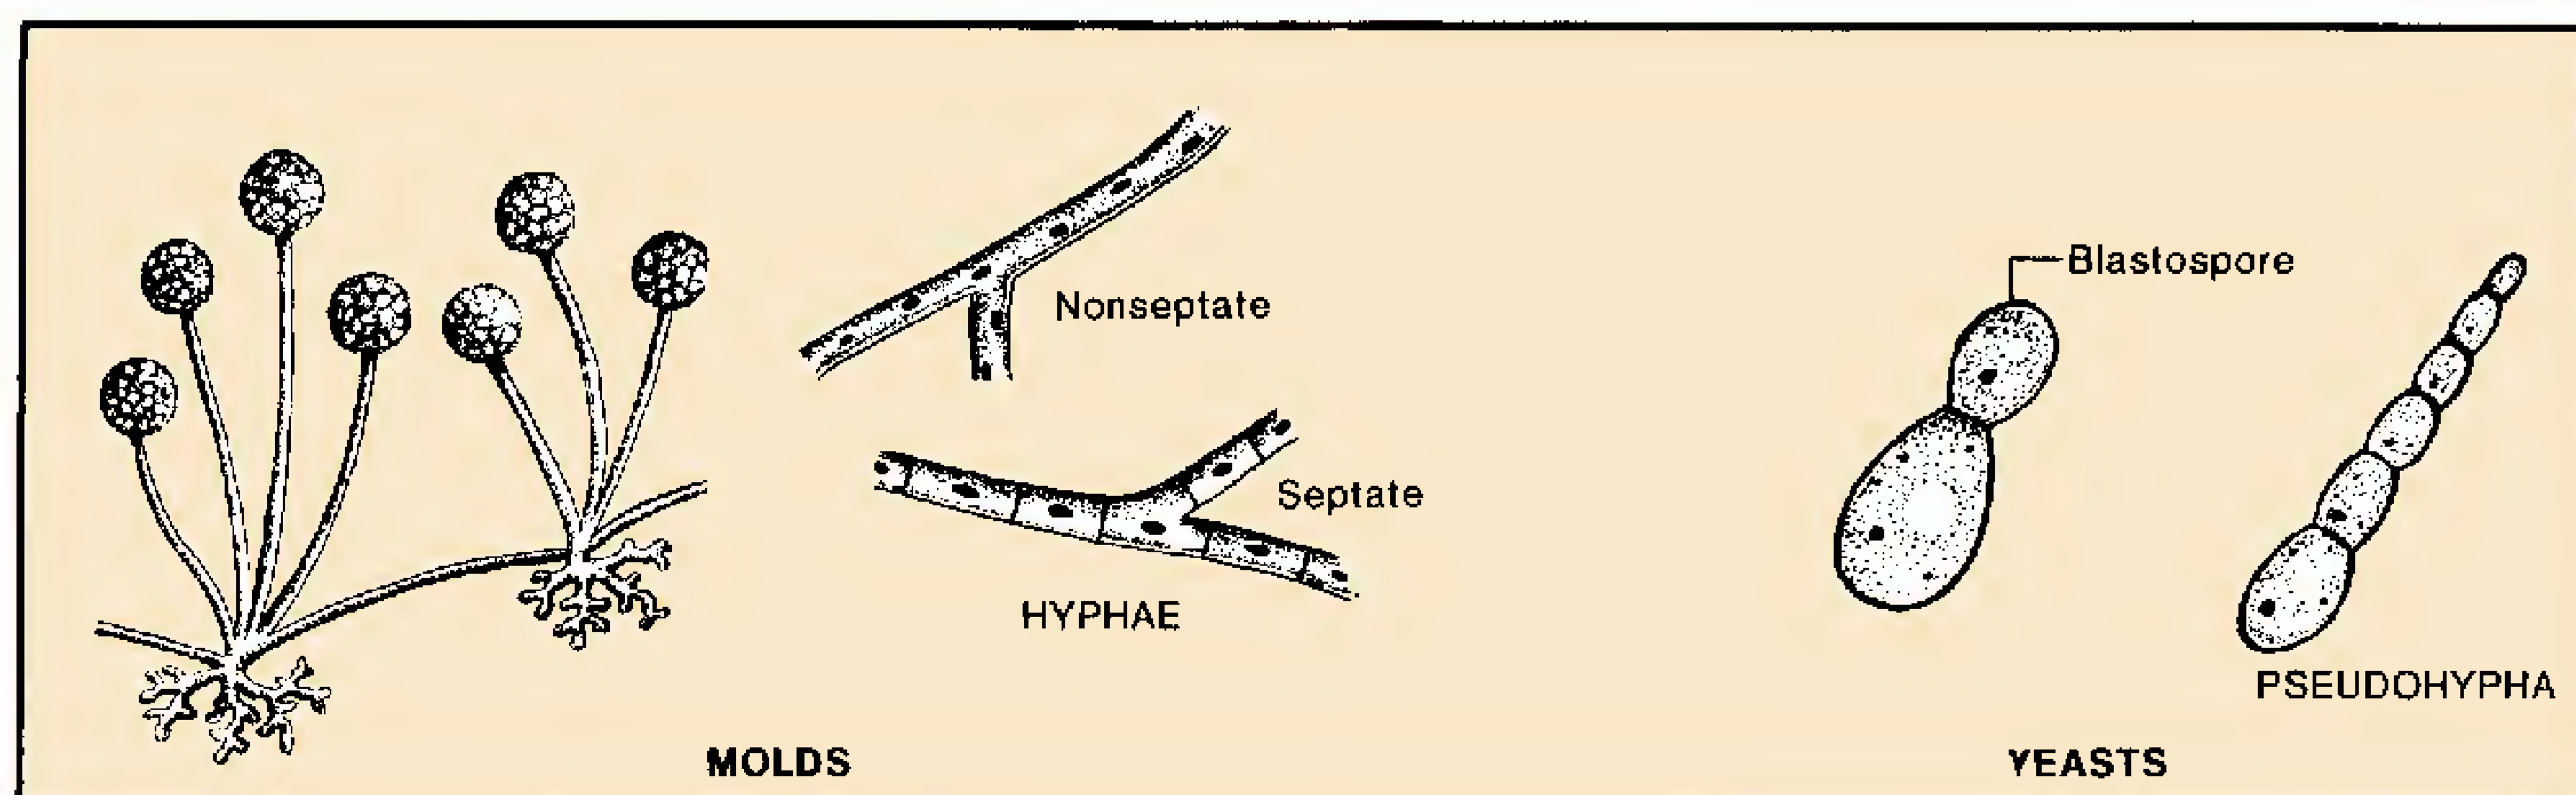 Blastospore
Nonseptate
Septate
HYPHAE
PSEUDOHYPHA
MOLDS
YEASTS